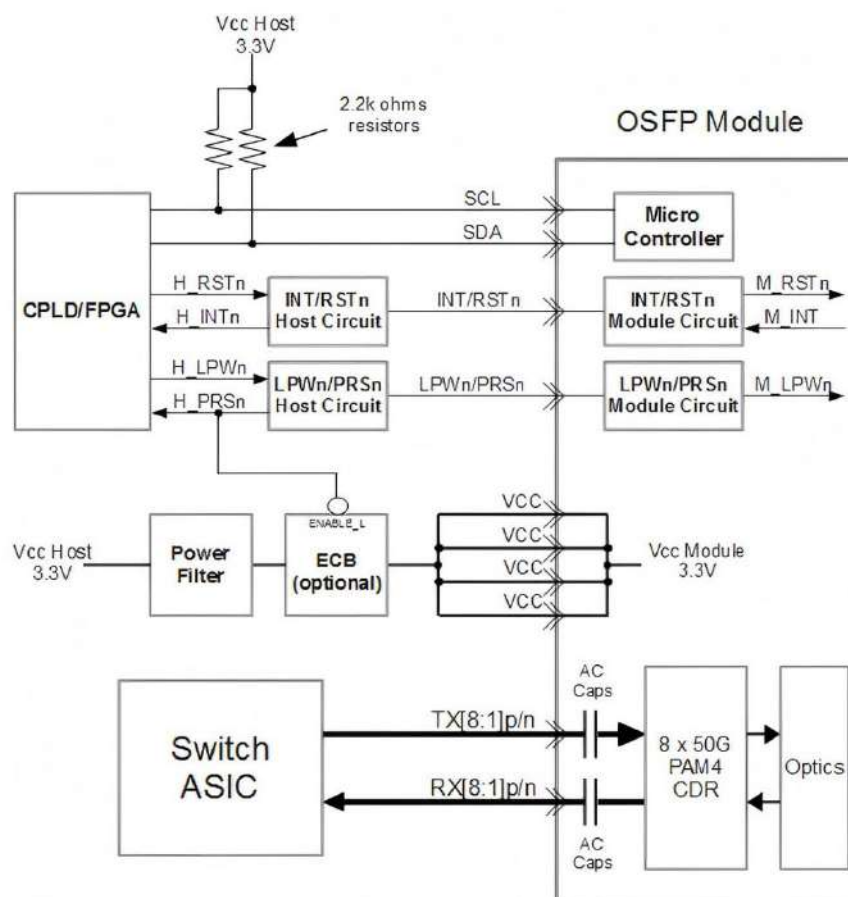 Vcc Host
3.3V
2.2k ohms
resistors
OSFP Module
SCL
SDA
Micro
Controller
CPLD/FPGA
H_RSTn
H_INTn
INT/RSTn
Host Circuit
INT/RSTn
INT/RSTn
Module Circuit
M_RSTn
M_INT
H_LPWn
H_PRSn
LPWn/PRSn
Host Circuit
LPWn/PRSn
LPWn/PRSn
Module Circuit
M_LPWn
Vcc Host
3.3V
Power
Filter
ENABLE_L
ECB
(optional)
VCC
VCC
VCC
VCC
Vcc Module
3.3V
Switch
ASIC
TX[8:1]p/n
RX[8:1]p/n
AC
Caps
AC
Caps
8 x 50G
PAM4
CDR
Optics